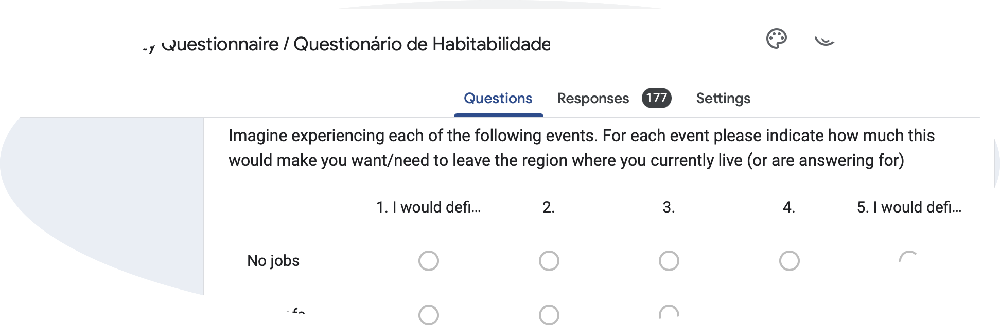 Questionnaire / Questionário de Habitabilidade
Questions Responses 177 Settings
Imagine experiencing each of the following events. For each event please indicate how much this
would make you want/need to leave the region where you currently live (or are answering for)
1. I would defi... 2. 3. 4. 5. I would defi...
No jobs